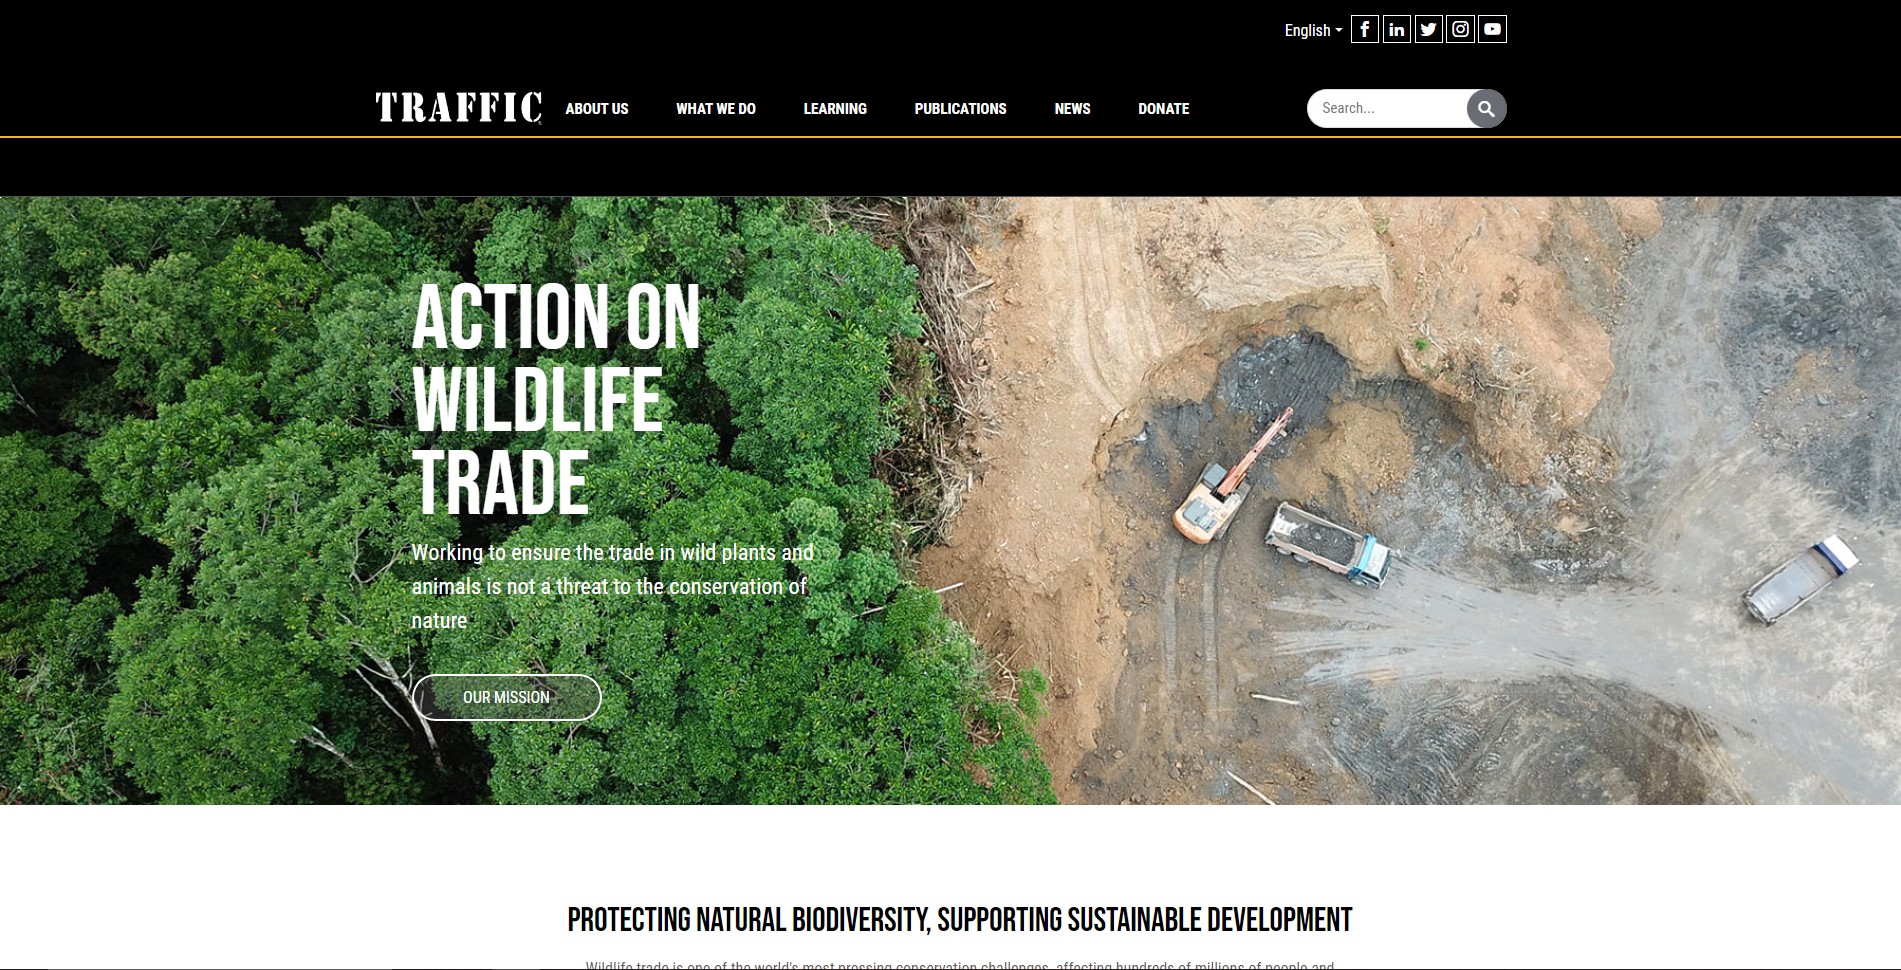 English
TRAFFIC
ABOUT US
WHAT WE DO
LEARNING
PUBLICATIONS
NEWS
DONATE
Search...
ACTION ON
WILDLIFE
TRADE
Working to ensure the trade in wild plants and
animals is not a threat to the conservation of
nature
OUR MISSION
PROTECTING NATURAL BIODIVERSITY, SUPPORTING SUSTAINABLE DEVELOPMENT
Wildlife trade is one of the world's most pressing conservation challenges, affecting hundreds of millions of people and